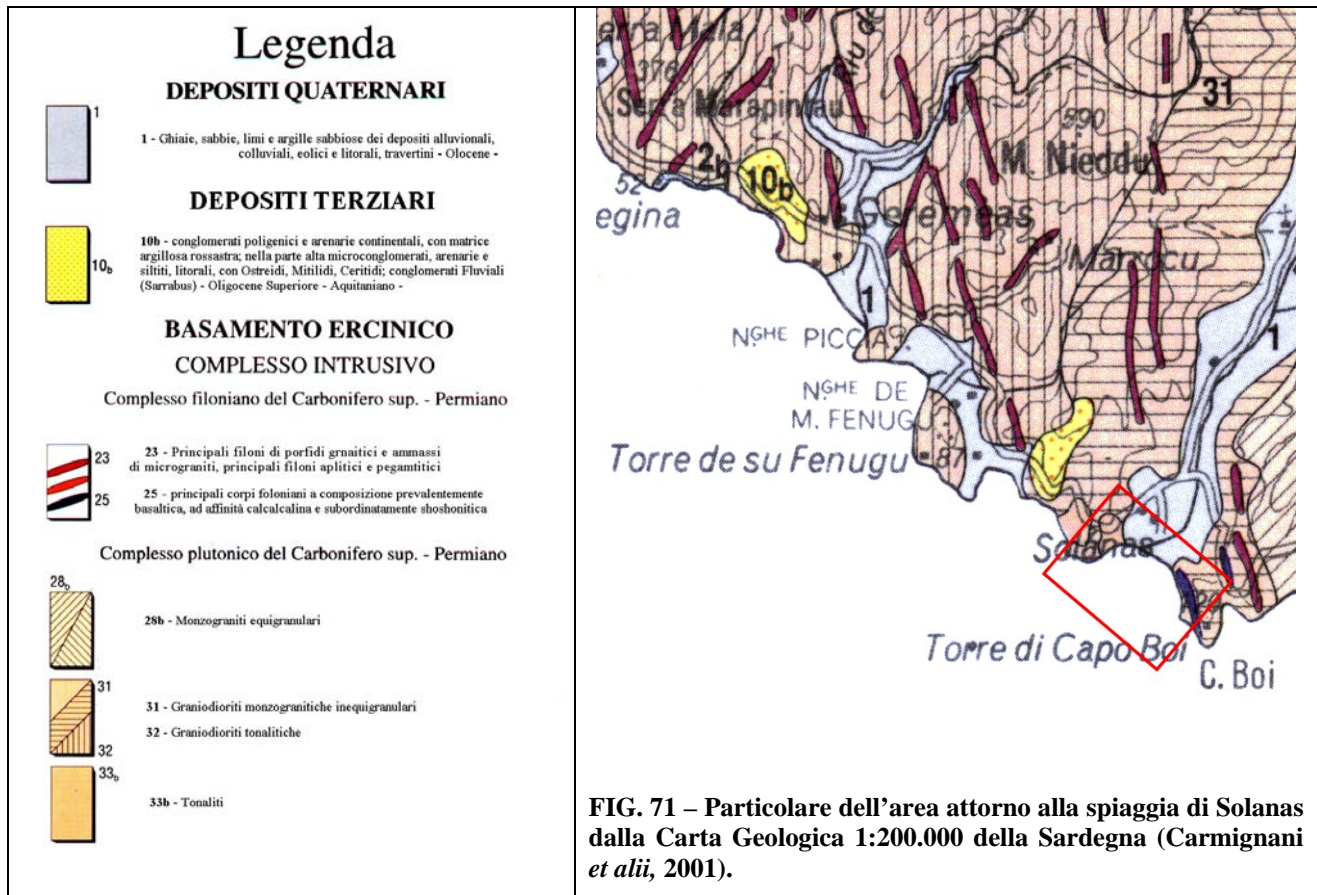 Legenda
DEPOSITI QUATERNARI
1
1 - Ghiaie, sabbie, limi e argille sabbiose dei depositi alluvionali,
colluviali, eolici e litorali, travertini - Olocene -
DEPOSITI TERZIARI
10b
10b - conglomerati poligenici e arenarie continentali, con matrice
argillosa rossastra; nella parte alta microconglomerati, arenarie e
siltiti, litorali, con Ostreidi, Mitilidi, Ceritidi; conglomerati Fluviali
(Sarrabus) - Oligocene Superiore - Aquitaniano -
BASAMENTO ERCINICO
COMPLESSO INTRUSIVO
Complesso filoniano del Carbonifero sup. - Permiano
23
23 - Principali filoni di porfidi grnaitici e ammassi
di microgranití, principali filoni aplitici e pegamtitici
25
25 - principali corpi foloniani a composizione prevalentemente
basaltica, ad affinità calcalcalina e subordinatamente shoshonitica
Complesso plutonico del Carbonifero sup. - Permiano
28b
28b - Monzograniti equigranulari
31
31 - Graniodioriti monzogranitiche inequigranulari
32 - Graniodioriti tonalitiche
32
33b
33b - Tonaliti
Serra Marapintau
31
590
M. Nieddu
2b
10b
52
egina
Geremeas
Marrocu
1
1
NGHE PICCIAS
NGHE DE
M. FENUGU
Torre de su Fenugu
87
Solanas
Torre di Capo Boi
C. Boi
FIG. 71 – Particolare dell'area attorno alla spiaggia di Solanas
dalla Carta Geologica 1:200.000 della Sardegna (Carmignani
et alii, 2001).